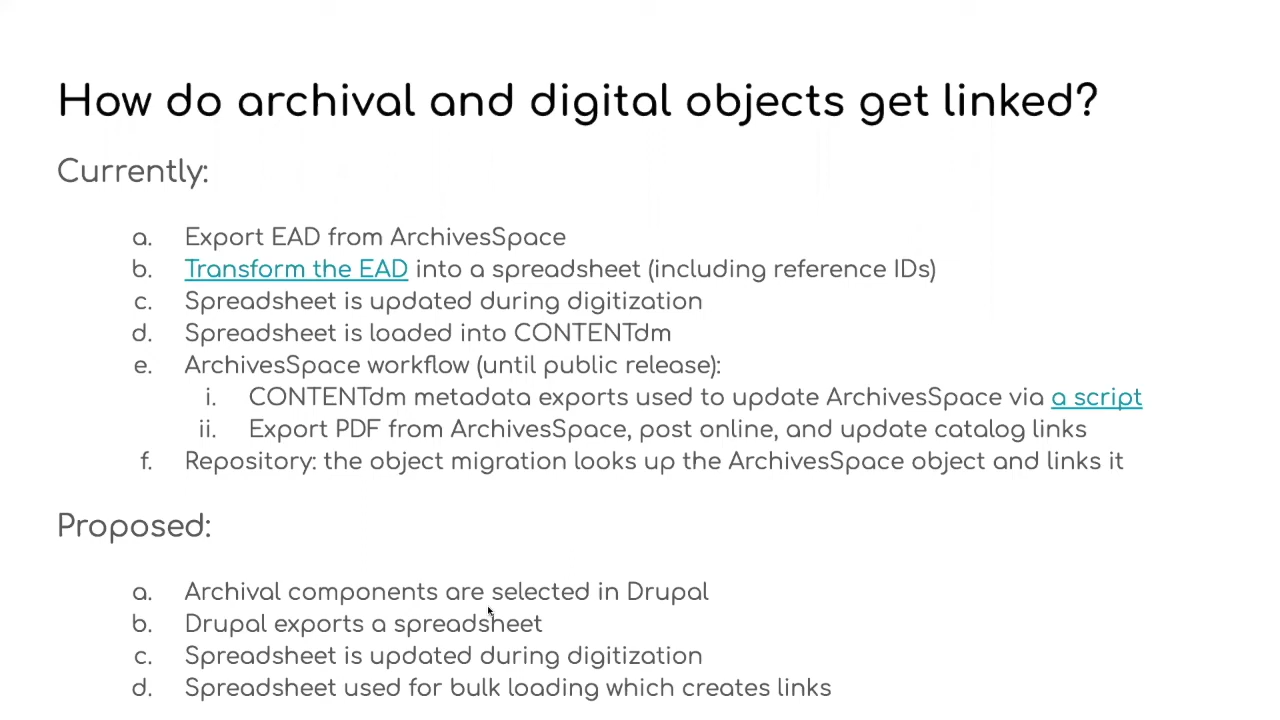 How do archival and digital objects get linked?
Currently:
a. Export EAD from ArchivesSpace
b. Transform the EAD into a spreadsheet (including reference IDs)
c. Spreadsheet is updated during digitization
d. Spreadsheet is loaded into CONTENTdm
e. ArchivesSpace workflow (until public release):
i. CONTENTdm metadata exports used to update ArchivesSpace via a script
ii. Export PDF from ArchivesSpace, post online, and update catalog links
f. Repository: the object migration looks up the ArchivesSpace object and links it
Proposed:
a. Archival components are selected in Drupal
b. Drupal exports a spreadsheet
c. Spreadsheet is updated during digitization
d. Spreadsheet used for bulk loading which creates links